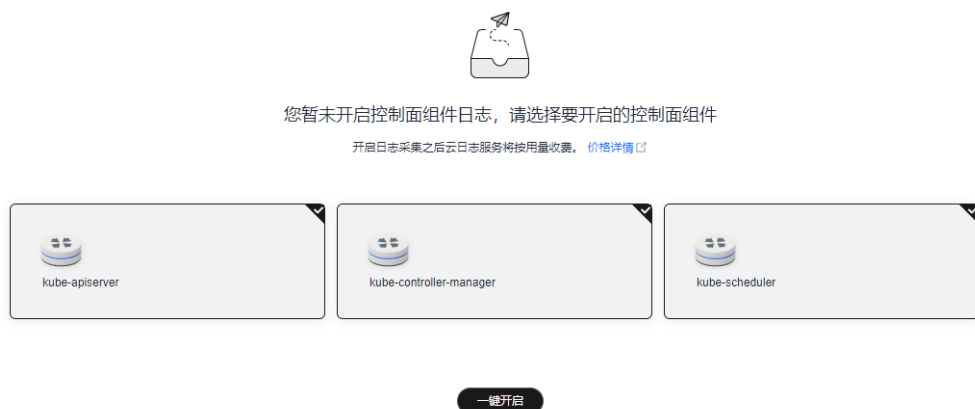 您暂未开启控制面组件日志，请选择要开启的控制面组件
开启日志采集之后云日志服务将按用量收费。 价格详情
kube-apiserver
kube-controller-manager
kube-scheduler
一键开启